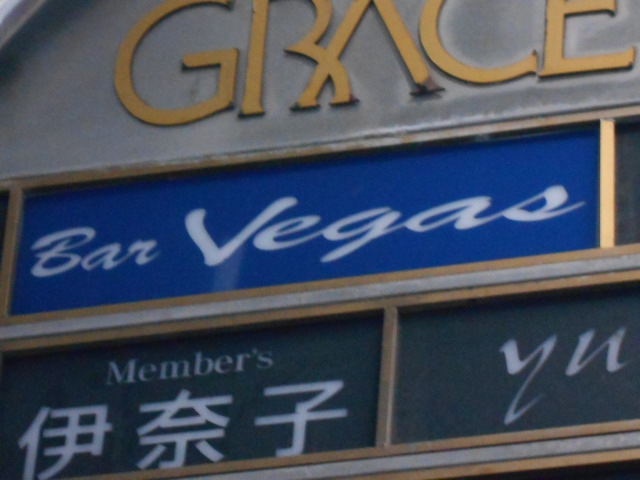 GRACE
Bar Vegas
Member's
伊奈子
yu